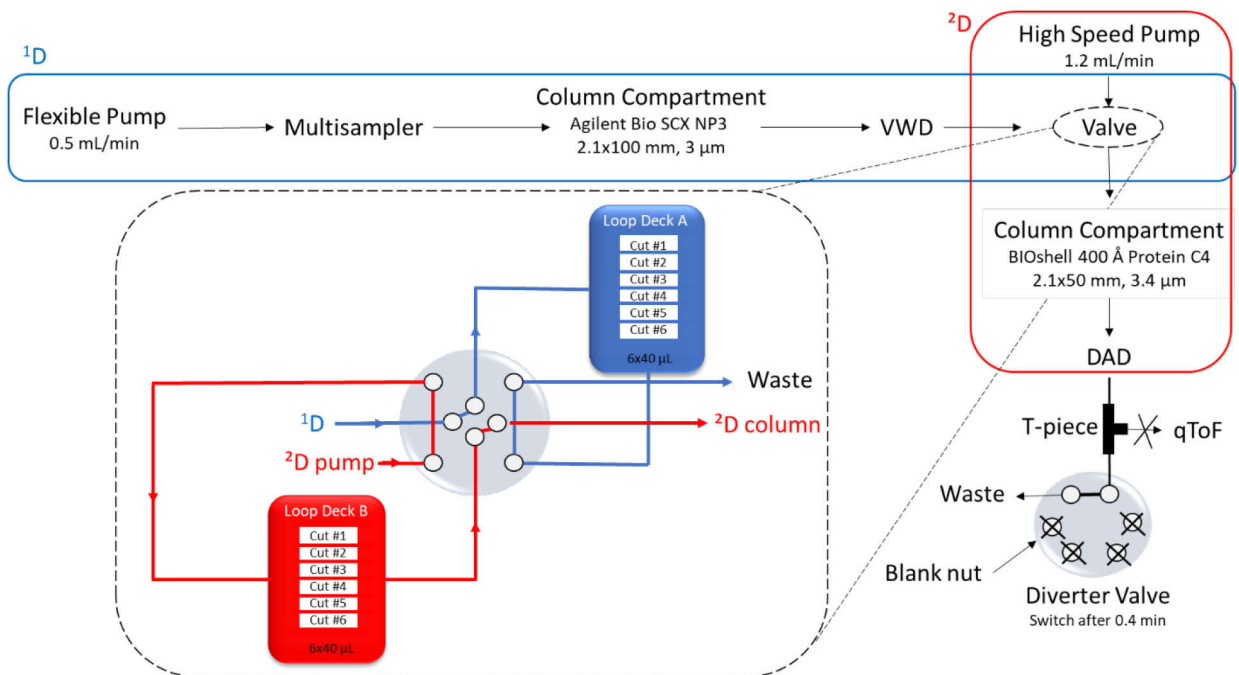 ²D
High Speed Pump
1.2 mL/min
¹D
Flexible Pump
0.5 mL/min
Multisampler
Column Compartment
Agilent Bio SCX NP3
2.1x100 mm, 3 µm
VWD
Valve
Column Compartment
BIOshell 400 Å Protein C4
2.1x50 mm, 3.4 µm
DAD
T-piece
qToF
Waste
Blank nut
Diverter Valve
Switch after 0.4 min
Loop Deck A
Cut #1
Cut #2
Cut #3
Cut #4
Cut #5
Cut #6
6x40 µL
Waste
¹D
²D column
²D pump
Loop Deck B
Cut #1
Cut #2
Cut #3
Cut #4
Cut #5
Cut #6
6x40 µL